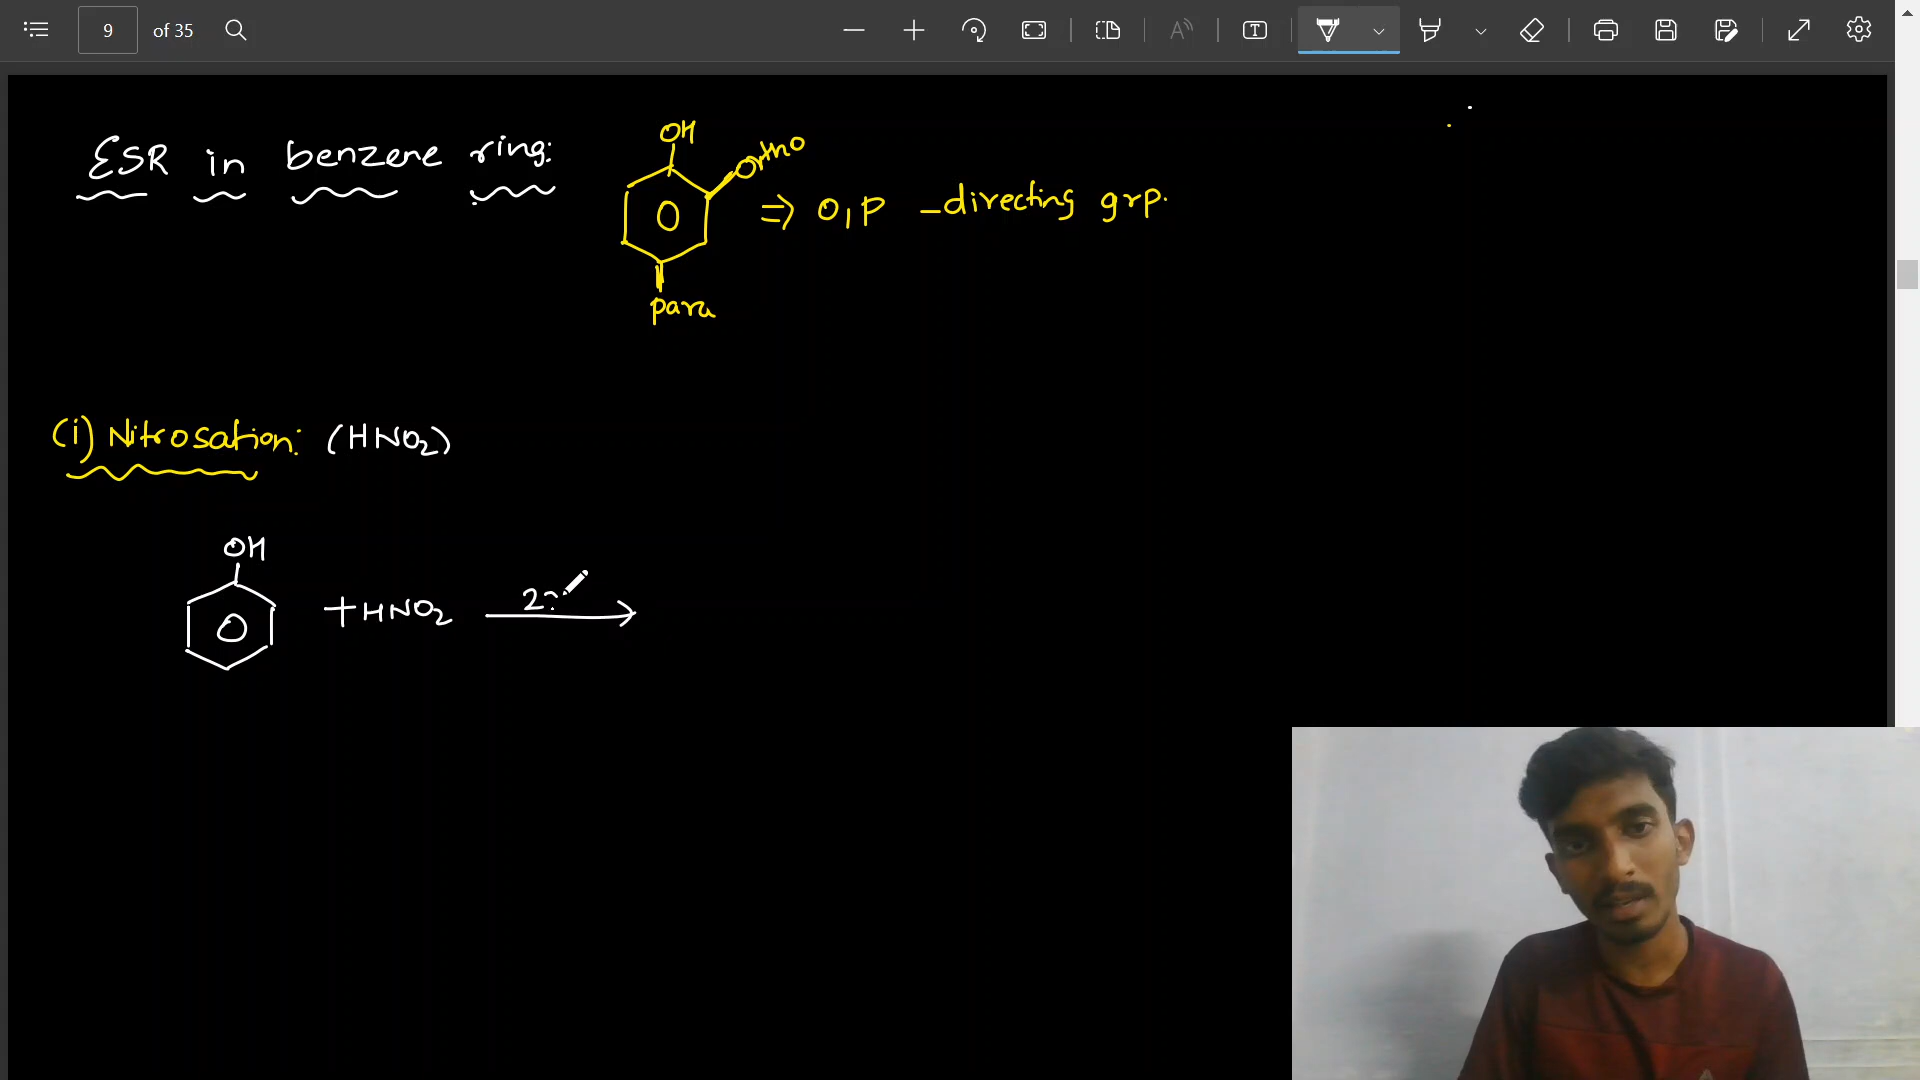 9 of 35
ESR in benzene ring:
OH
Ortho
⇒ O,P - directing grp.
para
(i) Nitrosation: (HNO₂)
OH
+ HNO₂ →